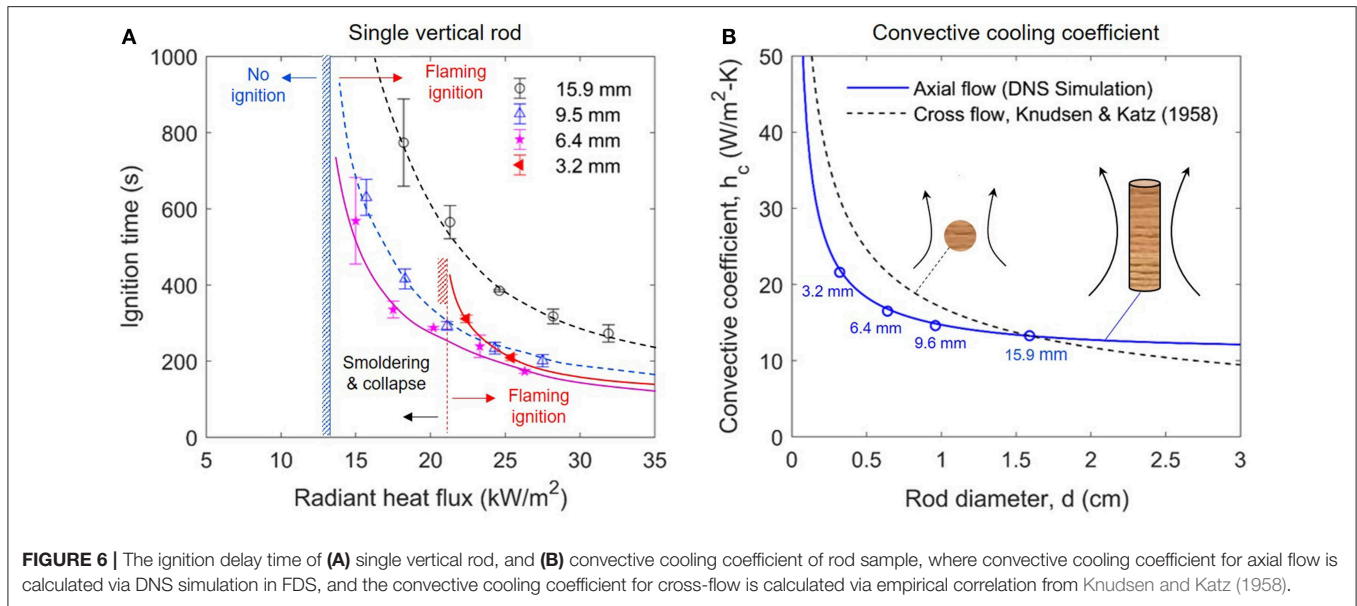 A
Single vertical rod
1000
800
600
400
200
0
Ignition time (s)
No
ignition
Flaming
ignition
15.9 mm
9.5 mm
6.4 mm
3.2 mm
Smoldering
& collapse
Flaming
ignition
5
10
15
20
25
30
35
Radiant heat flux (kW/m²)
B
Convective cooling coefficient
50
40
30
20
10
0
Convective coefficient, h_c (W/m²-K)
Axial flow (DNS Simulation)
Cross flow, Knudsen & Katz (1958)
3.2 mm
6.4 mm
9.6 mm
15.9 mm
0
0.5
1
1.5
2
2.5
3
Rod diameter, d (cm)
FIGURE 6 | The ignition delay time of (A) single vertical rod, and (B) convective cooling coefficient of rod sample, where convective cooling coefficient for axial flow is
calculated via DNS simulation in FDS, and the convective cooling coefficient for cross-flow is calculated via empirical correlation from Knudsen and Katz (1958).